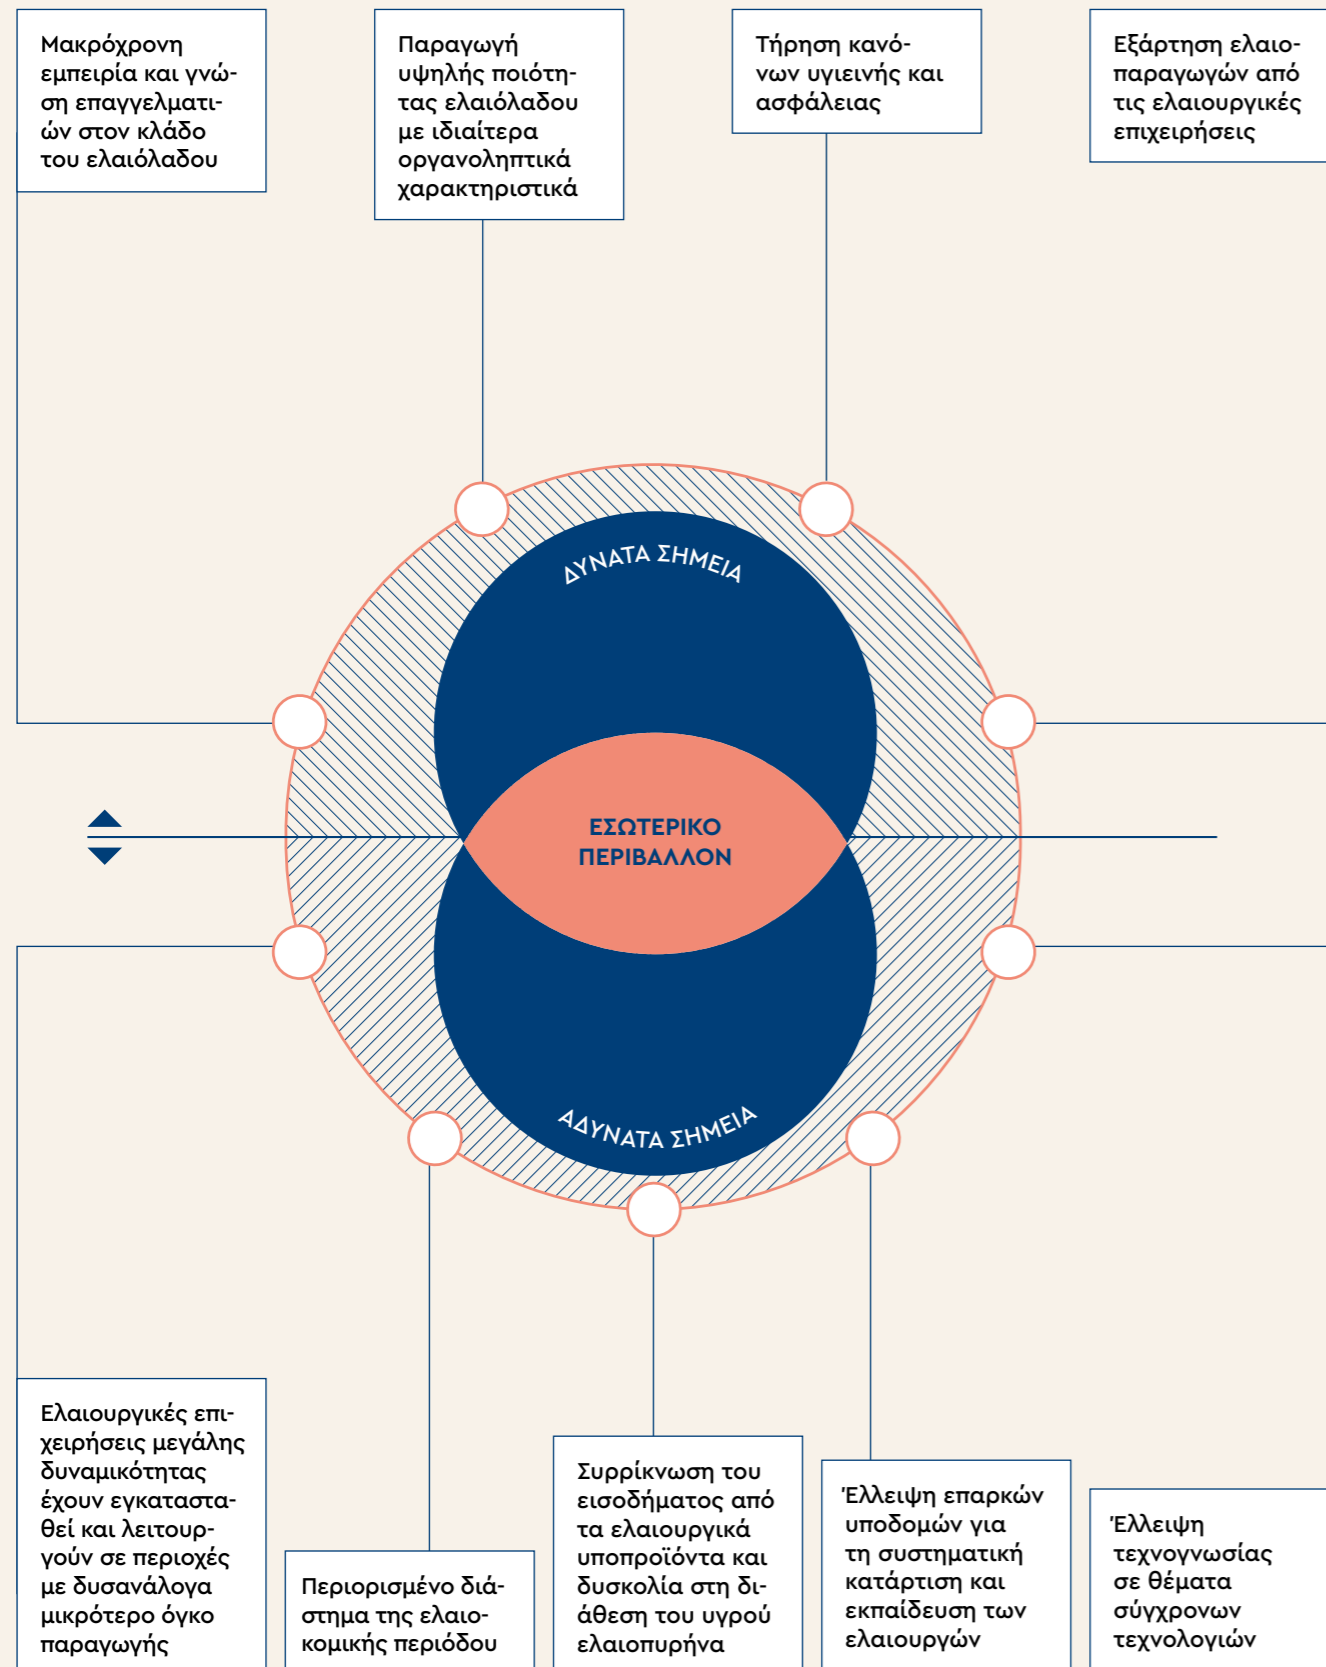 Μακρόχρονη
εμπειρία και γνώ-
ση επαγγελματι-
ών στον κλάδο
του ελαιόλαδου
Παραγωγή
υψηλής ποιότη-
τας ελαιόλαδου
με ιδιαίτερα
οργανοληπτικά
χαρακτηριστικά
Τήρηση κανό-
νων υγιεινής και
ασφάλειας
Εξάρτηση ελαιο-
παραγωγών από
τις ελαιουργικές
επιχειρήσεις
ΔΥΝΑΤΑ ΣΗΜΕΙΑ
ΕΣΩΤΕΡΙΚΟ
ΠΕΡΙΒΑΛΛΟΝ
ΑΔΥΝΑΤΑ ΣΗΜΕΙΑ
Ελαιουργικές επι-
χειρήσεις μεγάλης
δυναμικότητας
έχουν εγκαταστα-
θεί και λειτουρ-
γούν σε περιοχές
με δυσανάλογα
μικρότερο όγκο
παραγωγής
Περιορισμένο διά-
στημα της ελαιο-
κομικής περιόδου
Συρρίκνωση του
εισοδήματος από
τα ελαιουργικά
υποπροϊόντα και
δυσκολία στη δι-
άθεση του υγρού
ελαιοπυρήνα
Έλλειψη επαρκών
υποδομών για
τη συστηματική
κατάρτιση και
εκπαίδευση των
ελαιουργών
Έλλειψη
τεχνογνωσίας
σε θέματα
σύγχρονων
τεχνολογιών